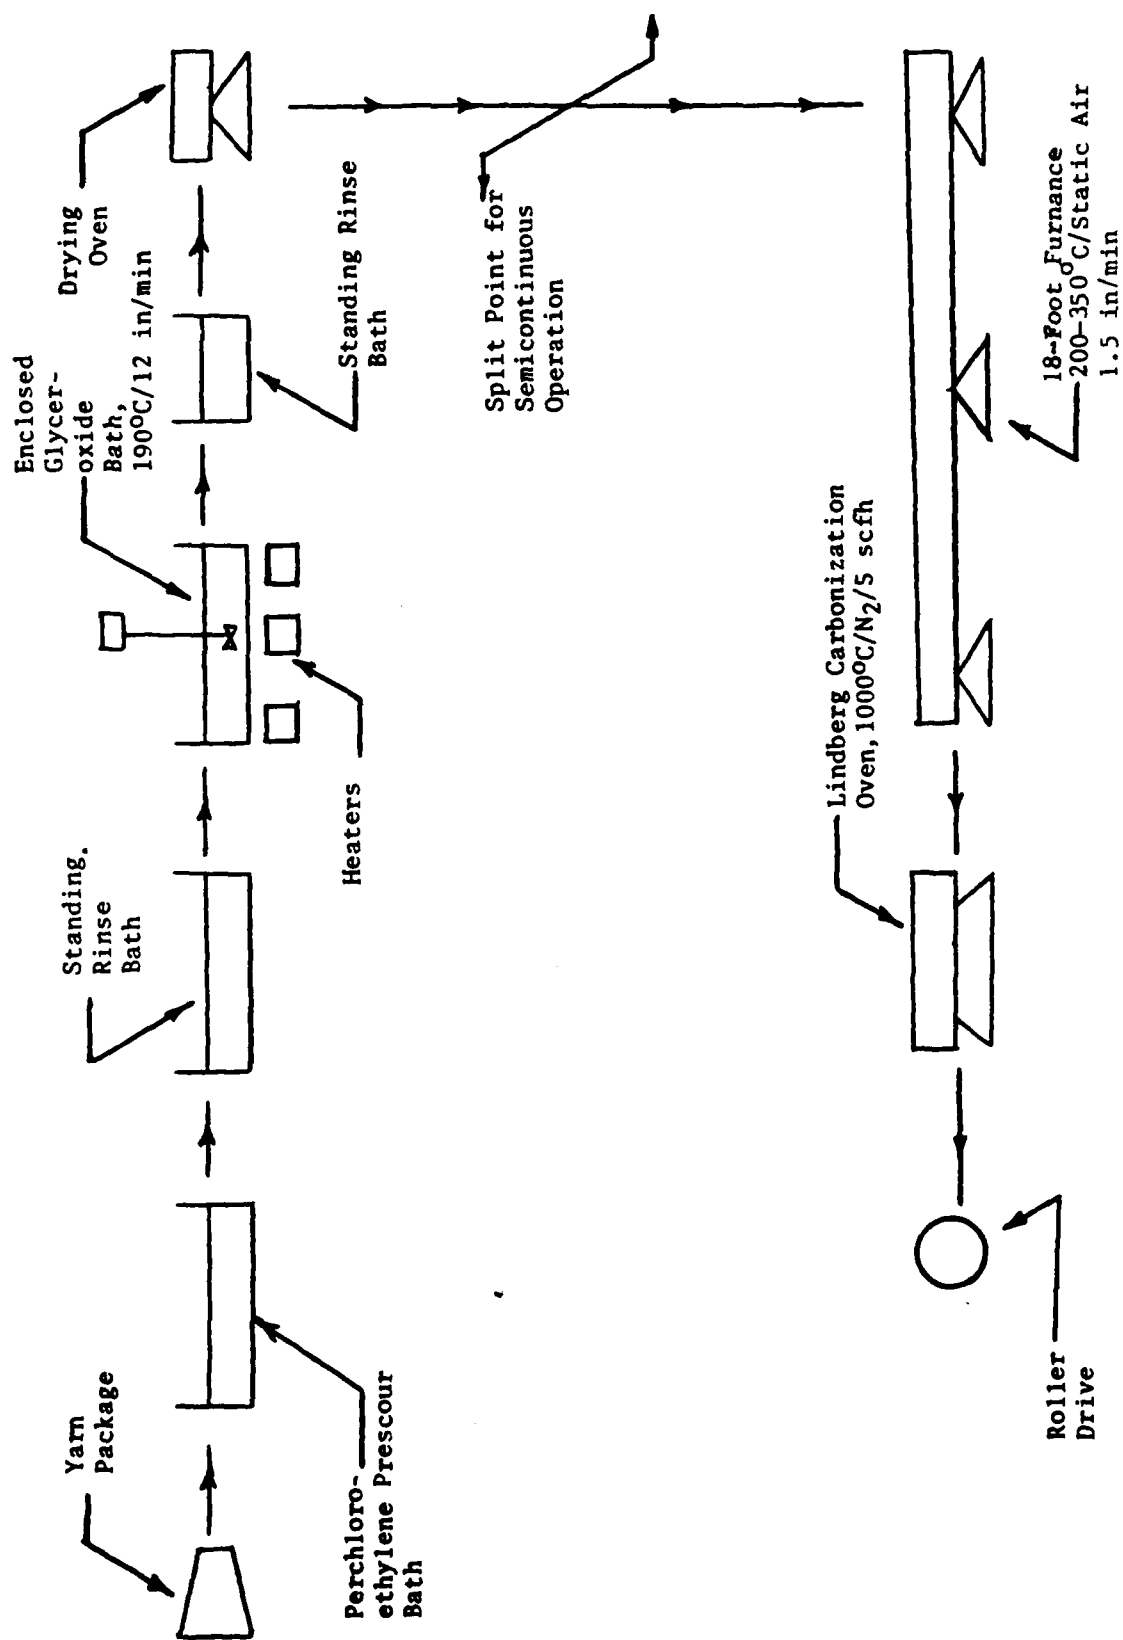 Yarn
Package
Perchloro-
ethylene Prescour
Bath
Standing.
Rinse
Bath
Heaters
Enclosed
Glycer-
oxide
Bath,
190°C/12 in/min
Standing Rinse
Bath
Drying
Oven
Split Point for
Semicontinuous
Operation
18-Foot Furnance
200-350°C/Static Air
1.5 in/min
Lindberg Carbonization
Oven, 1000°C/N₂/5 scfh
Roller
Drive